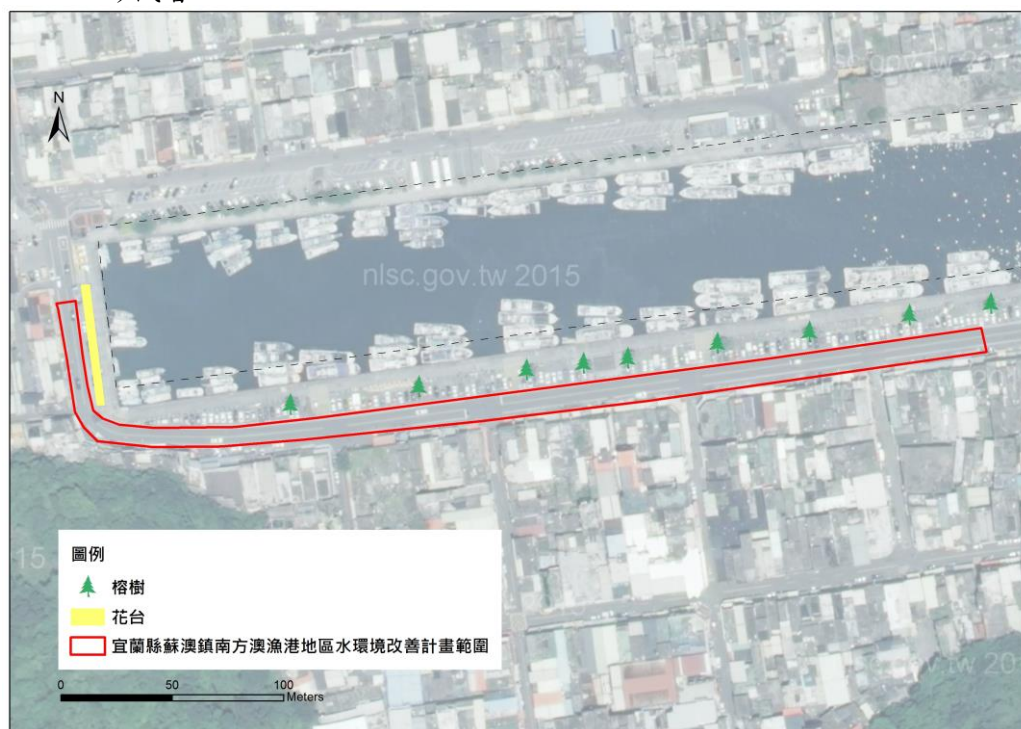 N
nlsc.gov.tw 2015
圖例
榕樹
花台
宜蘭縣蘇澳鎮南方澳漁港地區水環境改善計畫範圍
0 50 100
Meters